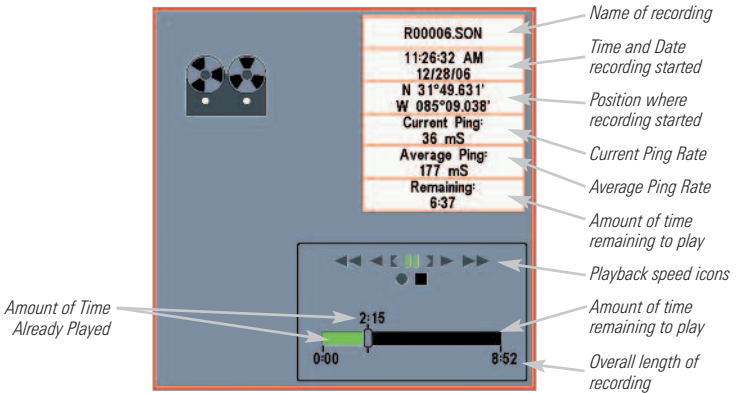 R00006.SON
11:26:32 AM
12/28/06
N 31°49.631'
W 085°09.038'
Current Ping:
36 mS
Average Ping:
177 mS
Remaining:
6:37
Name of recording
Time and Date
recording started
Position where
recording started
Current Ping Rate
Average Ping Rate
Amount of time
remaining to play
Playback speed icons
Amount of time
remaining to play
Overall length of
recording
Amount of Time
Already Played
2:15
0:00
8:52